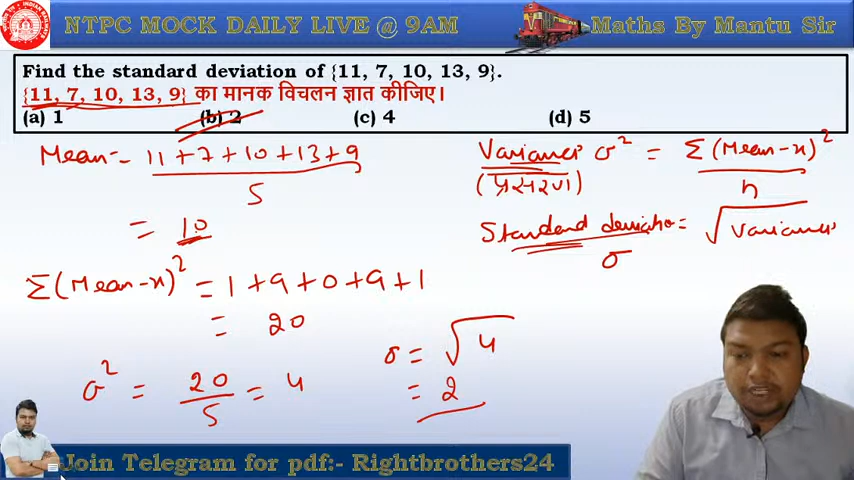 NTPC MOCK DAILY LIVE @ 9AM
Maths By Mantu Sir
Find the standard deviation of {11, 7, 10, 13, 9}.
{11, 7, 10, 13, 9} का मानक विचलन ज्ञात कीजिए।
(a) 1 (b) 2 (c) 4 (d) 5
Mean = 11+7+10+13+9
5
= 10
Σ(Mean-x)² = 1+9+0+9+1
= 20
σ² = 20/5 = 4
σ = √4
= 2
Variance σ² = Σ(Mean-x)²
n
(प्रसरण)
Standard deviation = √variance
σ
Join Telegram for pdf:- Rightbrothers24